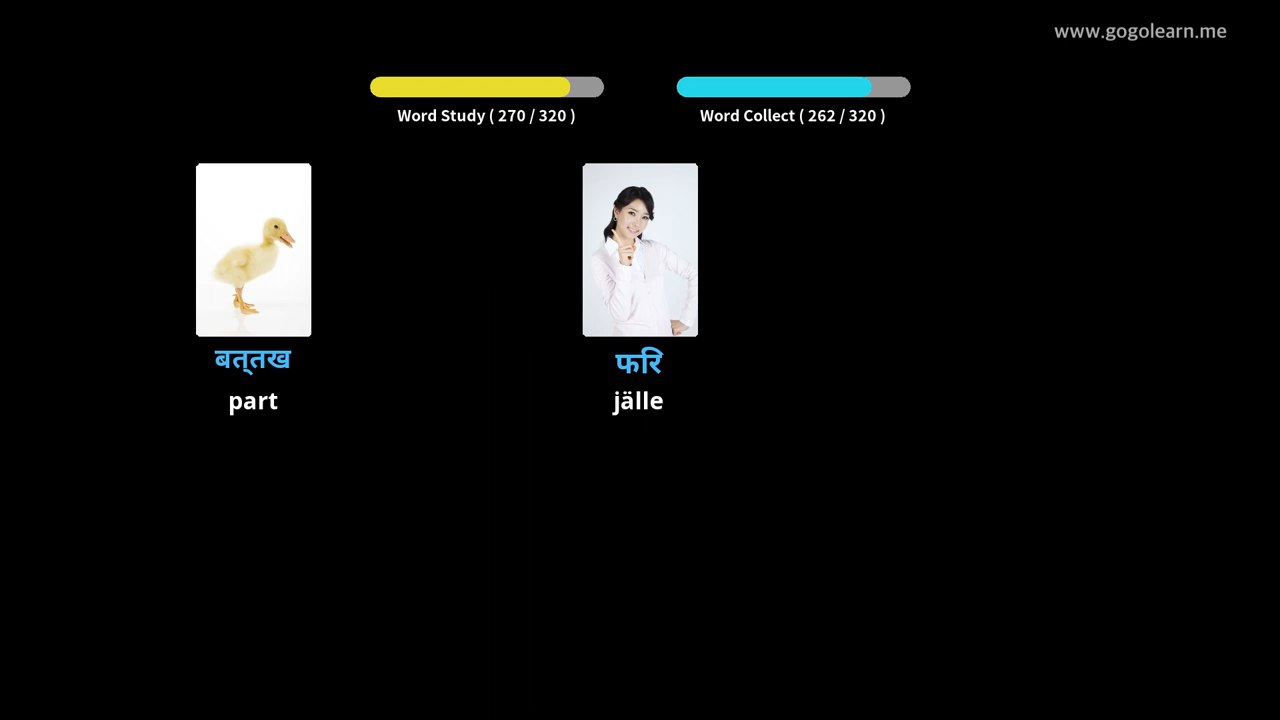 www.gogolearn.me
Word Study ( 270 / 320 )
Word Collect ( 262 / 320 )
बत्तख
part
फरि
jälle